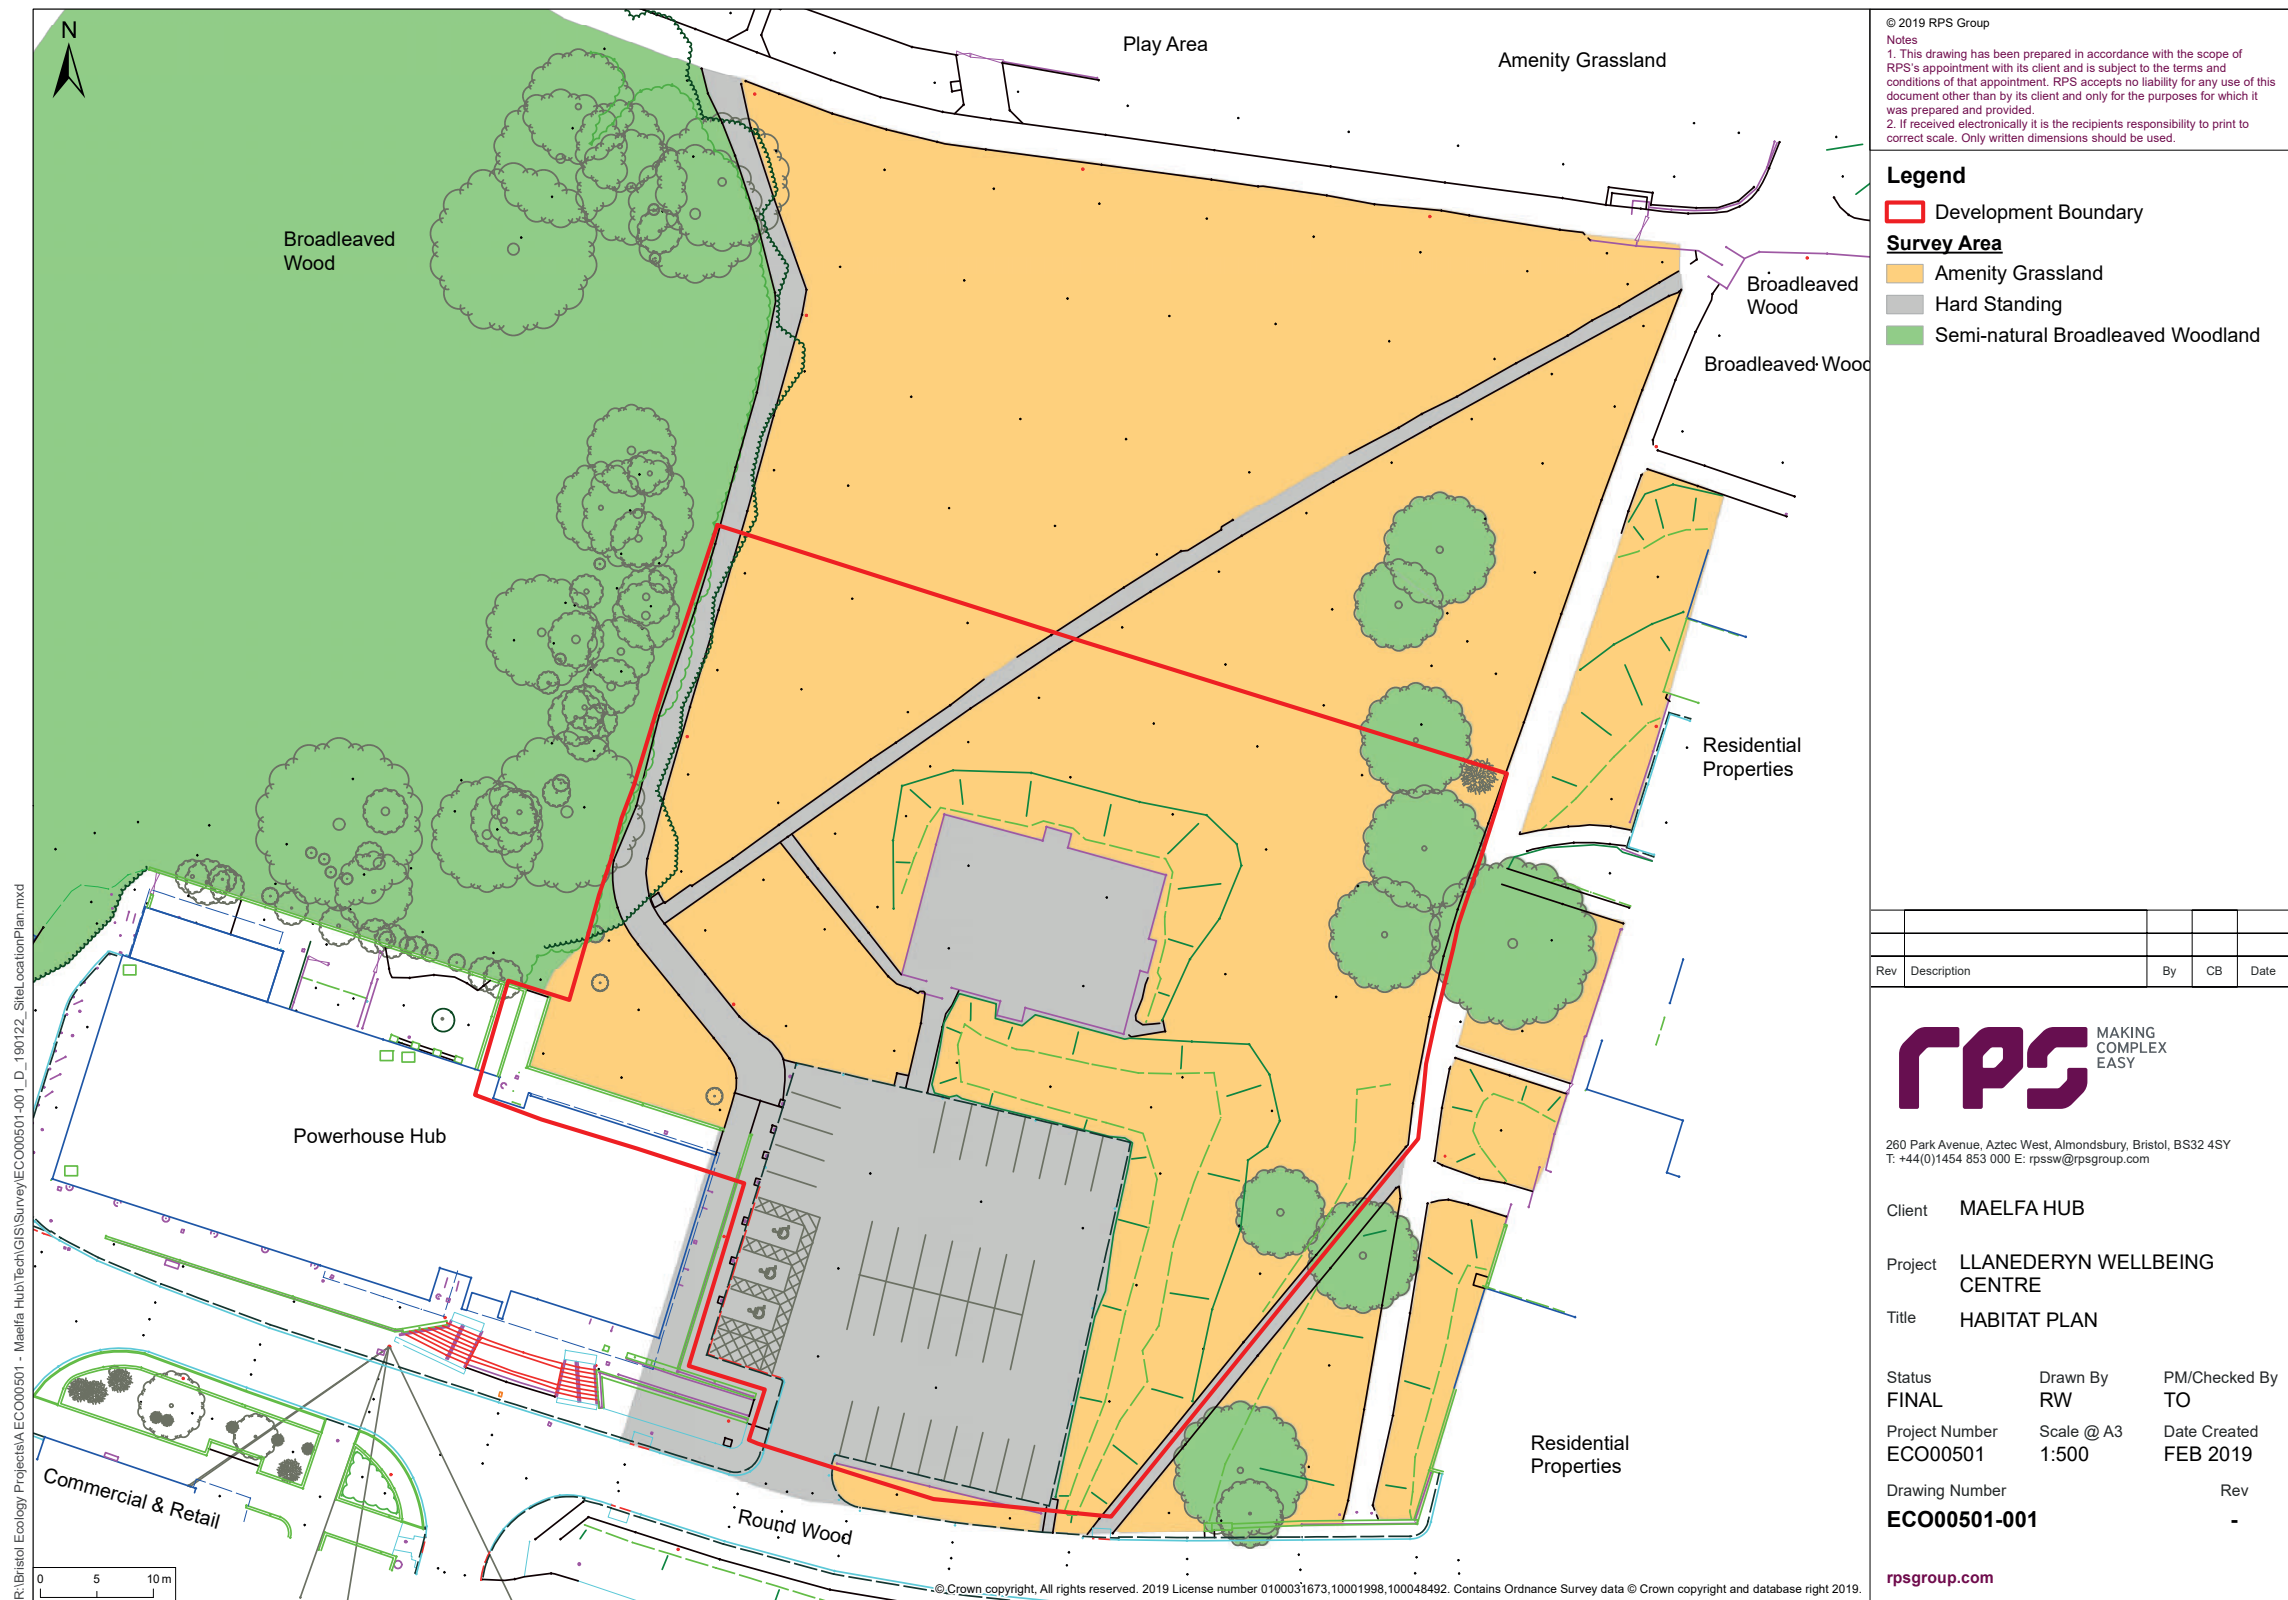 N
Play Area
Amenity Grassland
Broadleaved
Wood
Broadleaved
Wood
Broadleaved Wood
Residential
Properties
Powerhouse Hub
Residential
Properties
Commercial & Retail
Round Wood
0 5 10 m
© Crown copyright, All rights reserved. 2019 License number 0100031673,10001998,100048492. Contains Ordnance Survey data © Crown copyright and database right 2019.
R:\Bristol Ecology Projects\A ECO00501 - Maelfa Hub\Tech\GIS\Survey\ECO00501-001_D_190122_SiteLocationPlan.mxd
© 2019 RPS Group
Notes
1. This drawing has been prepared in accordance with the scope of
RPS's appointment with its client and is subject to the terms and
conditions of that appointment. RPS accepts no liability for any use of this
document other than by its client and only for the purposes for which it
was prepared and provided.
2. If received electronically it is the recipients responsibility to print to
correct scale. Only written dimensions should be used.
Legend
Development Boundary
Survey Area
Amenity Grassland
Hard Standing
Semi-natural Broadleaved Woodland
Rev Description By CB Date
rps
MAKING
COMPLEX
EASY
260 Park Avenue, Aztec West, Almondsbury, Bristol, BS32 4SY
T: +44(0)1454 853 000 E: rpssw@rpsgroup.com
Client MAELFA HUB
Project LLANEDERYN WELLBEING
CENTRE
Title HABITAT PLAN
Status Drawn By PM/Checked By
FINAL RW TO
Project Number Scale @ A3 Date Created
ECO00501 1:500 FEB 2019
Drawing Number Rev
ECO00501-001 -
rpsgroup.com